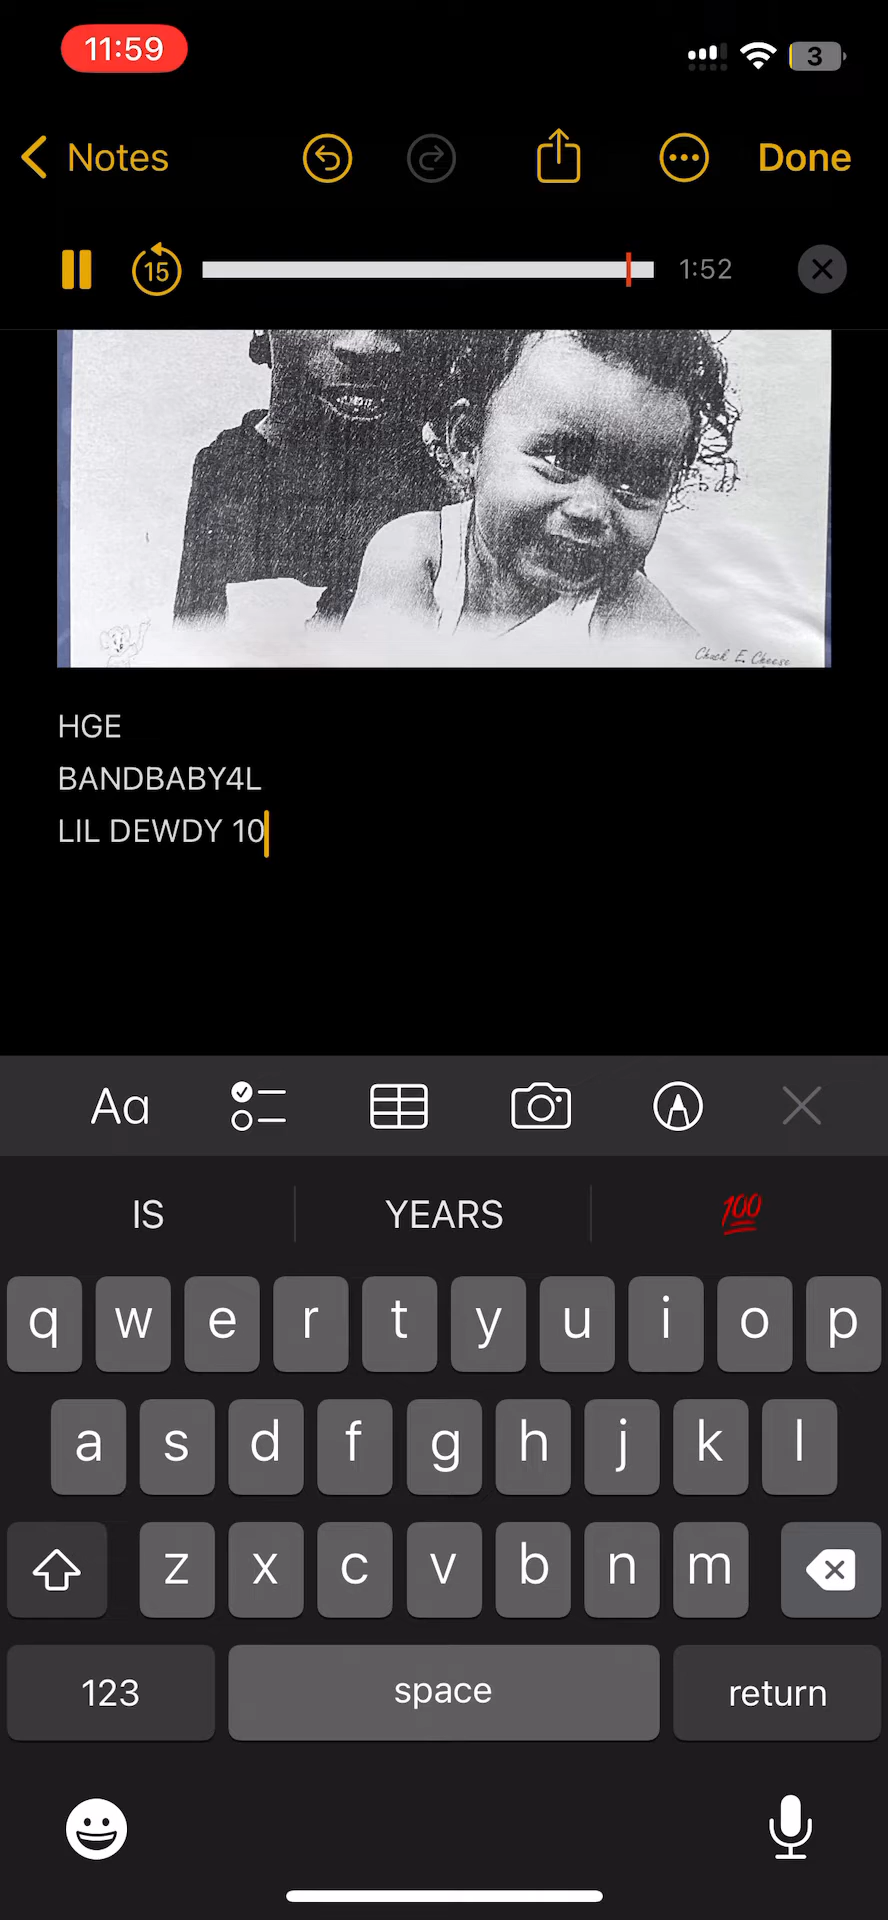 11:59
3
Notes
Done
15
1:52
Chuck E. Cheese
HGE
BANDBABY4L
LIL DEWDY 10
Aa
IS YEARS 💯
q w e r t y u i o p
a s d f g h j k l
z x c v b n m
123 space return